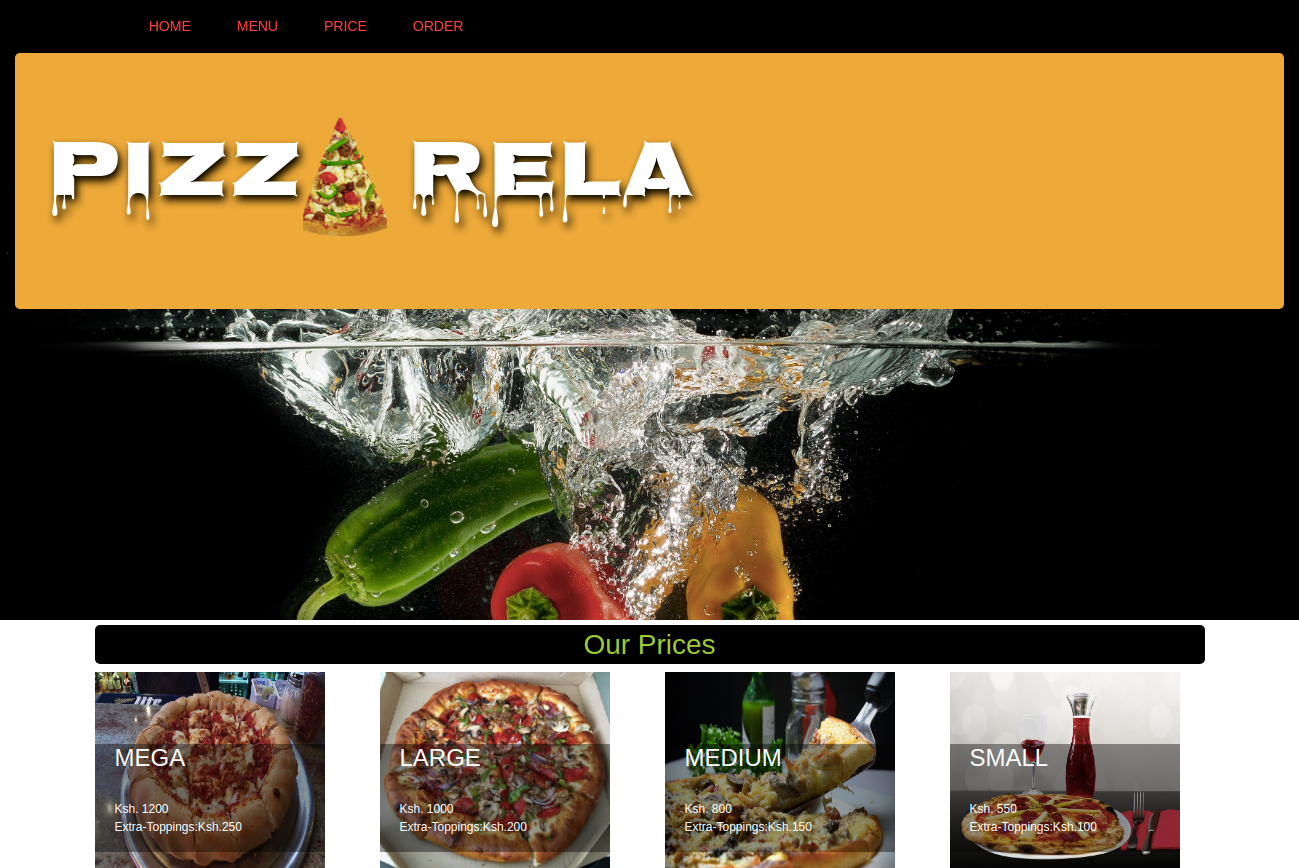 HOME MENU PRICE ORDER
PIZZ RELA
Our Prices
MEGA
Ksh. 1200
Extra-Toppings:Ksh.250
LARGE
Ksh. 1000
Extra-Toppings:Ksh.200
MEDIUM
Ksh. 800
Extra-Toppings:Ksh.150
SMALL
Ksh. 550
Extra-Toppings:Ksh.100